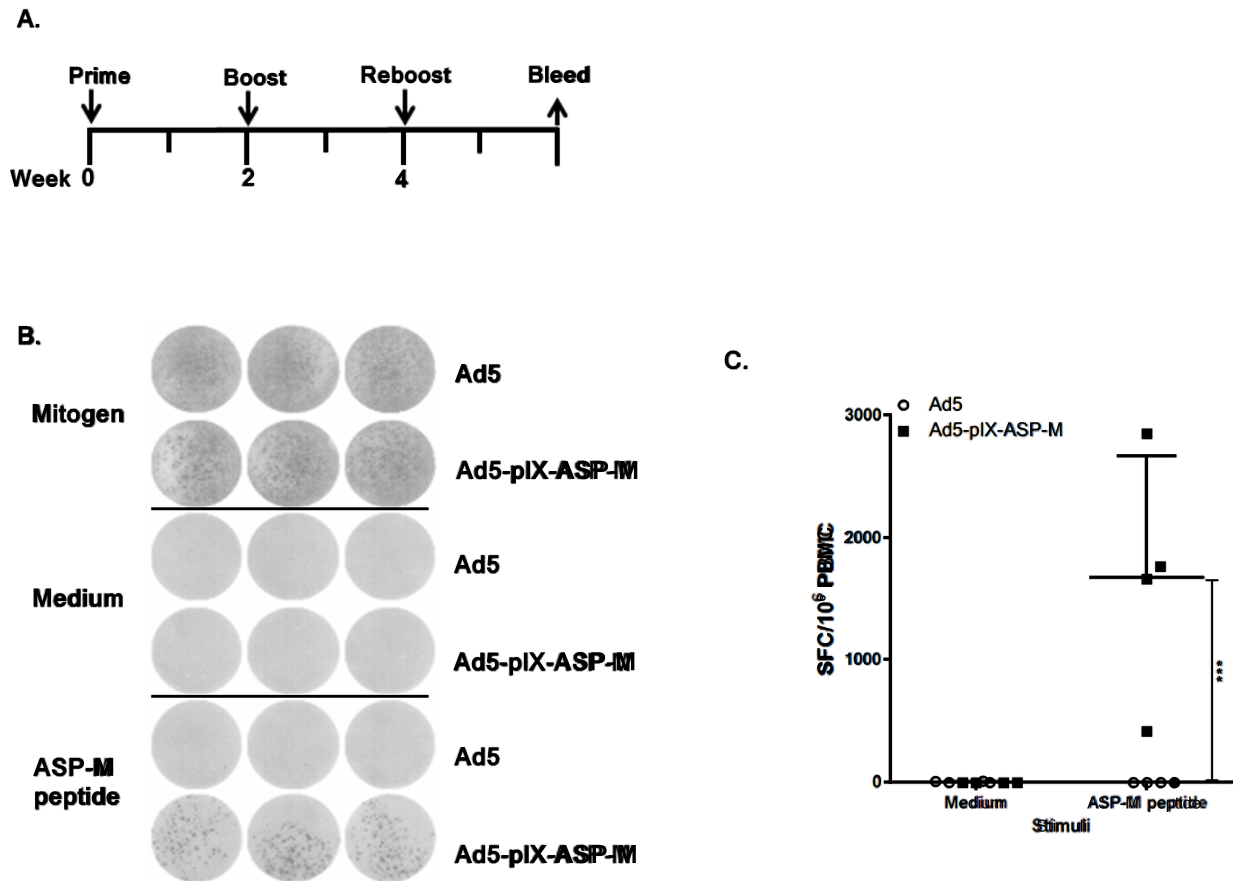 A.
Prime Boost Reboost Bleed
Week 0 2 4
B.
Mitogen
Ad5
Ad5-pIX-ASP-M
Medium
Ad5
Ad5-pIX-ASP-M
ASP-M
peptide
Ad5
Ad5-pIX-ASP-M
C.
Ad5
Ad5-pIX-ASP-M
SFC/10⁶ PBMC
3000
2000
1000
0
***
Medium ASP-M peptide
Stimuli